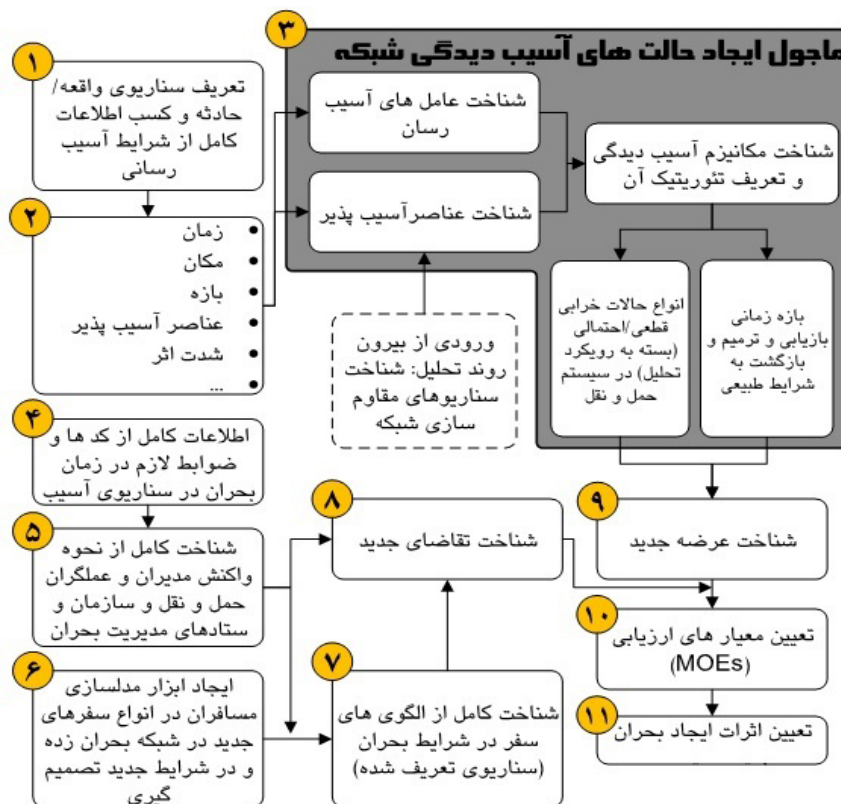 ۳
ماجول ایجاد حالت های آسیب دیدگی شبکه
۱
تعریف سناریوی واقعه/
حادثه و کسب اطلاعات
کامل از شرایط آسیب
رسانی
۲
زمان
مکان
بازه
عناصر آسیب پذیر
شدت اثر
...
شناخت عامل های آسیب
رسان
شناخت عناصرآسیب پذیر
شناخت مکانیزم آسیب دیدگی
و تعریف تئوریتیک آن
انواع حالات خرابی
قطعی/احتمالی
(بسته به رویکرد
تحلیل) در سیستم
حمل و نقل
بازه زمانی
بازیابی و ترمیم و
بازگشت به
شرایط طبیعی
ورودی از بیرون
روند تحلیل: شناخت
سناریوهای مقاوم
سازی شبکه
۴
اطلاعات کامل از کد ها و
ضوابط لازم در زمان
بحران در سناریوی آسیب
۵
شناخت کامل از نحوه
واکنش مدیران و عملگران
حمل و نقل و سازمان و
ستادهای مدیریت بحران
۶
ایجاد ابزار مدلسازی
مسافران در انواع سفرهای
جدید در شبکه بحران زده
و در شرایط جدید تصمیم
گیری
۷
شناخت کامل از الگوی های
سفر در شرایط بحران
(سناریوی تعریف شده)
۸
شناخت تقاضای جدید
۹
شناخت عرضه جدید
۱۰
تعیین معیار های ارزیابی
(MOEs)
۱۱
تعیین اثرات ایجاد بحران